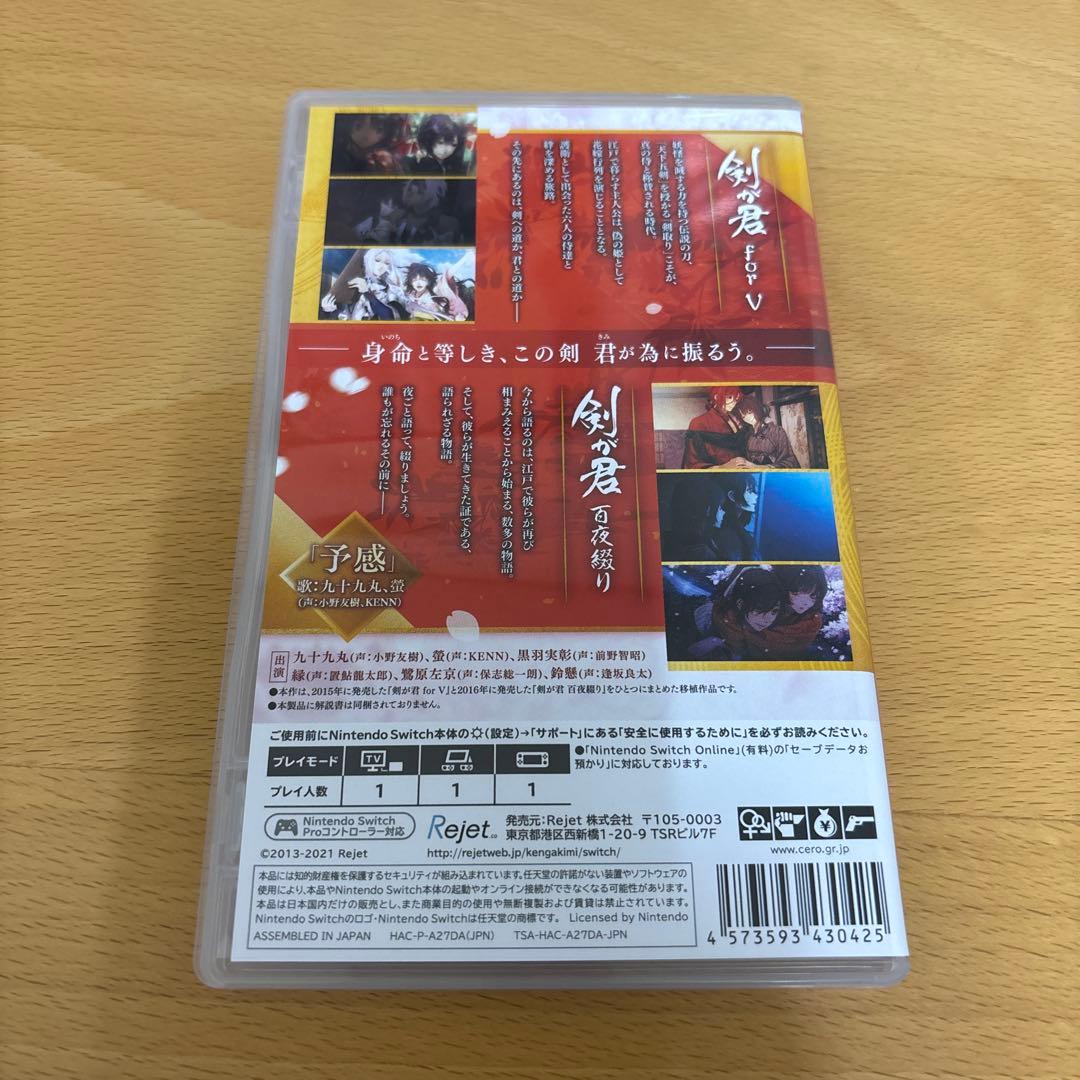 剣が君
for V
妖怪を滅する力を持つ伝説の刀、
「天下五剣」を授かる「剣取り」こそが、
真の侍と称賛される時代。
江戸で暮らす主人公は、偽の姫として
花嫁行列を演じることとなる。
護衛として出会った六人の侍達と
絆を深める旅路。
その先にあるのは、剣への道か、君との道か――
身命と等しき、この剣 君が為に振るう。
いのち
きみ
剣が君
百夜綴り
今から語るのは、江戸で彼らが再び
相まみえることから始まる、数多の物語。
そして、彼らが生きてきた証である、
語られざる物語。
夜ごと語って、綴りましょう。
誰もが忘れるその前に――
「予感」
歌:九十九丸、螢
(声:小野友樹、KENN)
出演
九十九丸(声:小野友樹)、螢(声:KENN)、黒羽実彰(声:前野智昭)
縁(声:置鮎龍太郎)、鷺原左京(声:保志総一朗)、鈴懸(声:逢坂良太)
●本作は、2015年に発売した『剣が君 for V』と2016年に発売した『剣が君 百夜綴り』をひとつにまとめた移植作品です。
●本製品に解説書は同梱されておりません。
ご使用前にNintendo Switch本体の(設定)→「サポート」にある「安全に使用するために」を必ずお読みください。
プレイモード
TV
プレイ人数
1
1
1
●「Nintendo Switch Online」(有料)の「セーブデータお
預かり」に対応しております。
Nintendo Switch
Proコントローラー対応
Rejet co
発売元:Rejet 株式会社 〒105-0003
東京都港区西新橋1-20-9 TSRビル7F
©2013-2021 Rejet
http://rejetweb.jp/kengakimi/switch/
¥
www.cero.gr.jp
本品には知的財産権を保護するセキュリティが組み込まれています。任天堂の許諾がない装置やソフトウェアの
使用により、本品やNintendo Switch本体の起動やオンライン接続ができなくなる可能性があります。
本品は日本国内だけの販売とし、また商業目的の使用や無断複製および賃貸は禁止されています。
Nintendo Switchのロゴ・Nintendo Switchは任天堂の商標です。 Licensed by Nintendo
ASSEMBLED IN JAPAN HAC-P-A27DA(JPN) TSA-HAC-A27DA-JPN
4 573593 430425